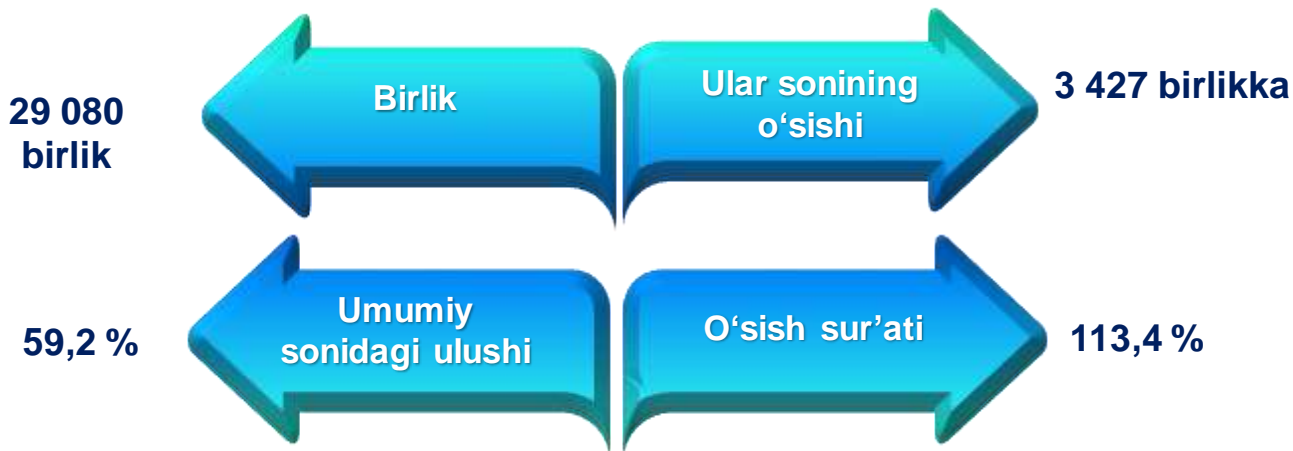 29 080
birlik
Birlik
Ular sonining
o‘sishi
3 427 birlikka
59,2 %
Umumiy
sonidagi ulushi
O‘sish sur’ati
113,4 %